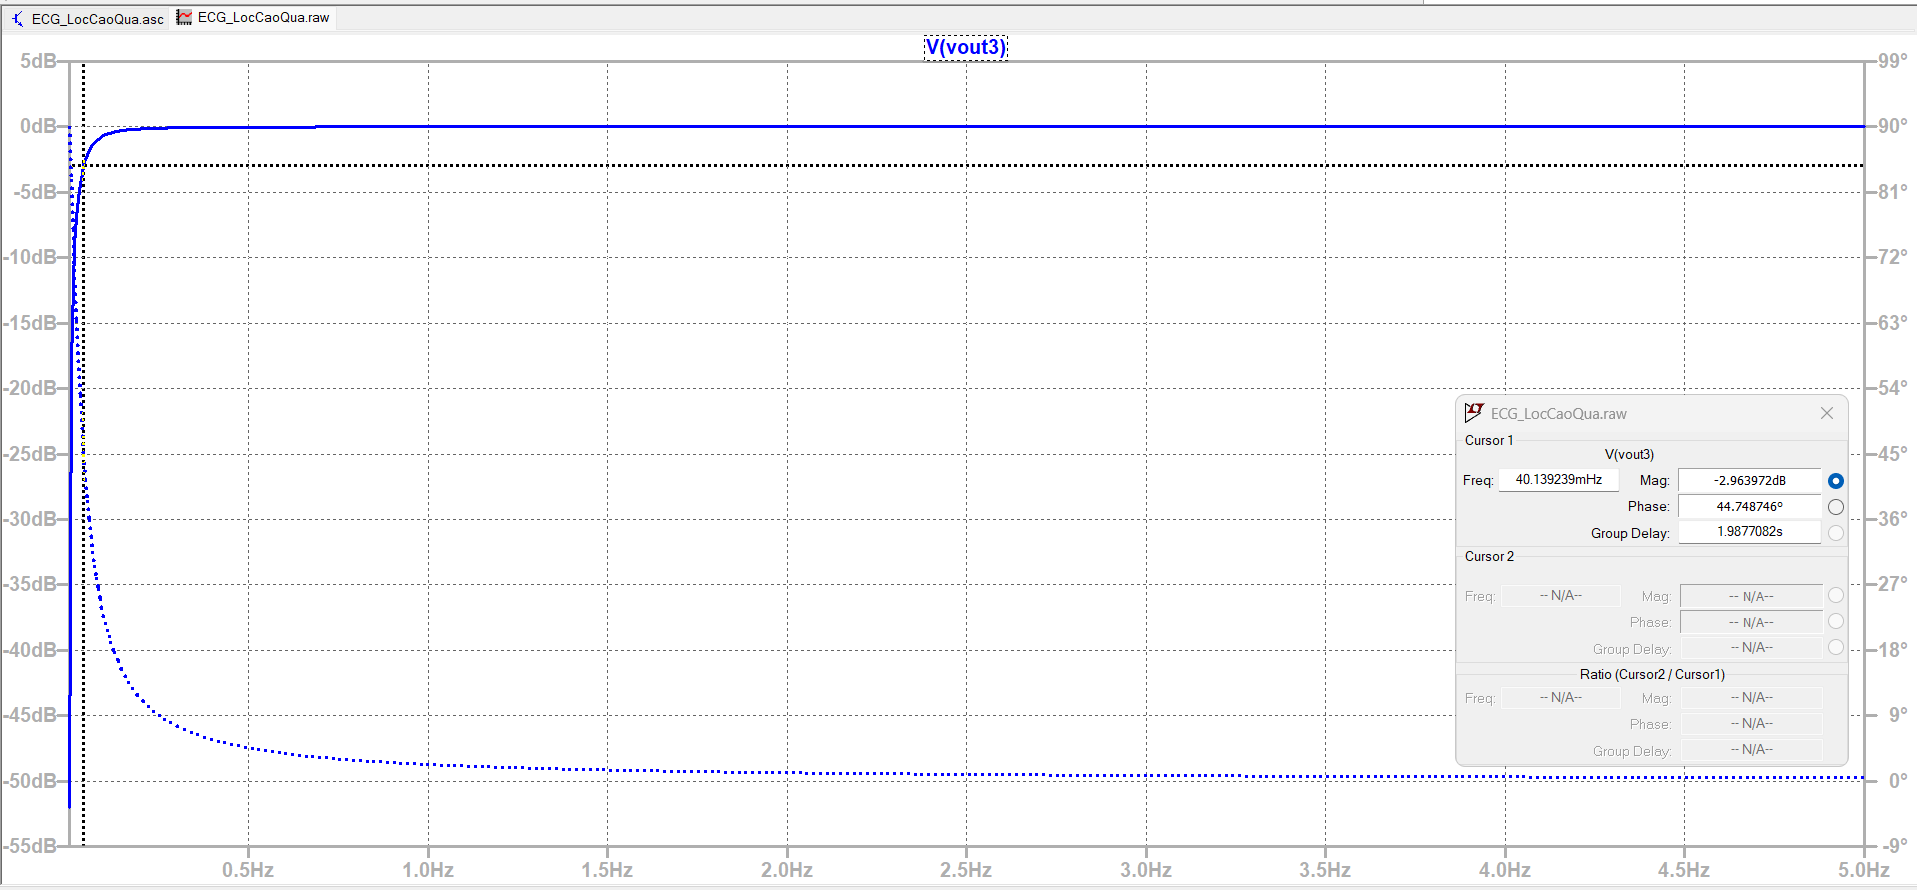 ECG_LocCaoQua.asc ECG_LocCaoQua.raw
V(vout3)
5dB 99°
0dB 90°
-5dB 81°
-10dB 72°
-15dB 63°
-20dB 54°
-25dB 45°
-30dB 36°
-35dB 27°
-40dB 18°
-45dB 9°
-50dB 0°
-55dB -9°
0.5Hz 1.0Hz 1.5Hz 2.0Hz 2.5Hz 3.0Hz 3.5Hz 4.0Hz 4.5Hz 5.0Hz
ECG_LocCaoQua.raw
Cursor 1
V(vout3)
Freq: 40.139239mHz Mag: -2.963972dB
Phase: 44.748746°
Group Delay: 1.9877082s
Cursor 2
Freq: -- N/A-- Mag: -- N/A--
Phase: -- N/A--
Group Delay: -- N/A--
Ratio (Cursor2 / Cursor1)
Freq: -- N/A-- Mag: -- N/A--
Phase: -- N/A--
Group Delay: -- N/A--